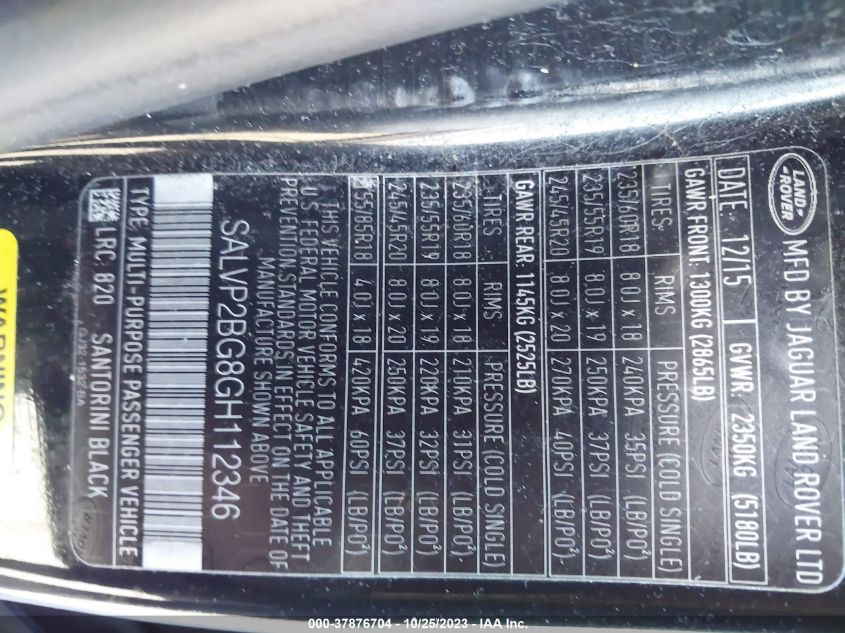 LAND
ROVER
MFD BY JAGUAR LAND ROVER LTD
DATE: 12/15 GVWR: 2350KG (5180LB)
GAWR FRONT: 1300KG (2865LB)
TIRES RIMS PRESSURE (COLD SINGLE)
235/60R18 8.0J x 18 240KPA 35PSI (LB/PO²)
235/55R19 8.0J x 19 250KPA 37PSI (LB/PO²)
245/45R20 8.0J x 20 270KPA 40PSI (LB/PO²)
GAWR REAR: 1145KG (2525LB)
TIRES RIMS PRESSURE (COLD SINGLE)
235/60R18 8.0J x 18 210KPA 31PSI (LB/PO²)
235/55R19 8.0J x 19 220KPA 32PSI (LB/PO²)
245/45R20 8.0J x 20 250KPA 37PSI (LB/PO²)
4.0J x 18 420KPA 60PSI (LB/PO²)
THIS VEHICLE CONFORMS TO ALL APPLICABLE
U.S. FEDERAL MOTOR VEHICLE SAFETY AND THEFT
PREVENTION STANDARDS IN EFFECT ON THE DATE OF
MANUFACTURE SHOWN ABOVE
SALVP2BG8GH112346
TYPE: MULTI-PURPOSE PASSENGER VEHICLE
LRC: 820 SANTORINI BLACK
WARNING
000-37876704 - 10/25/2023 - IAA Inc.